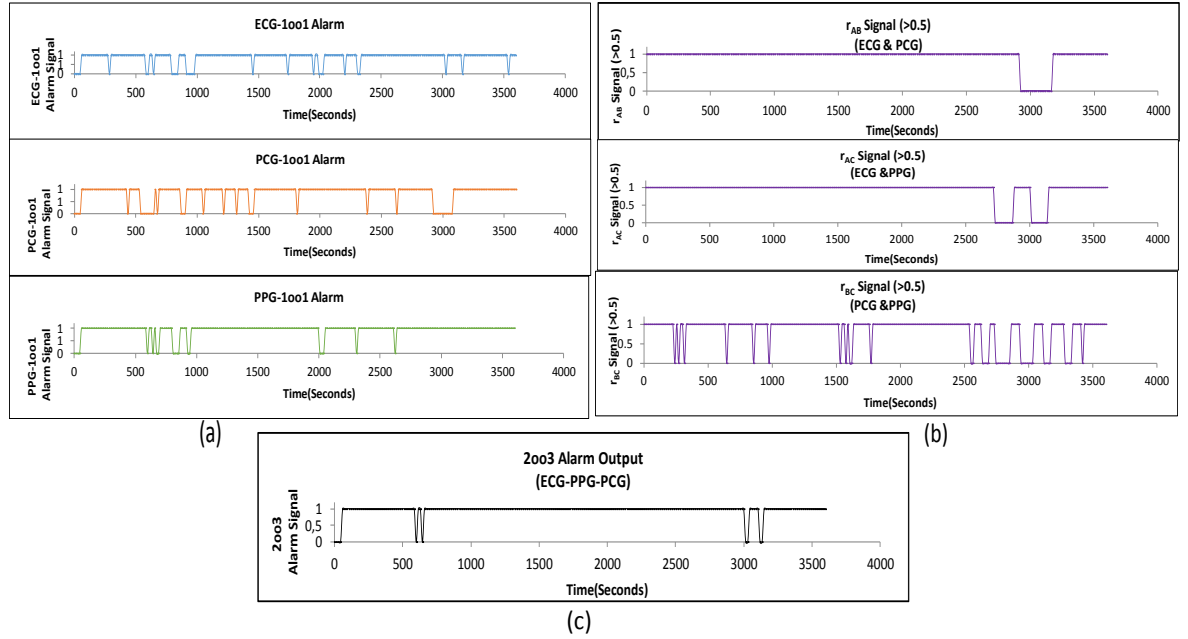 ECG-1oo1 Alarm
ECG-1oo1
Alarm Signal
1
1
1
0
0 500 1000 1500 2000 2500 3000 3500 4000
Time(Seconds)
PCG-1oo1 Alarm
PCG-1oo1
Alarm Signal
1
1
1
0
0 500 1000 1500 2000 2500 3000 3500 4000
Time(Seconds)
PPG-1oo1 Alarm
PPG-1oo1
Alarm Signal
1
1
1
0
0 500 1000 1500 2000 2500 3000 3500 4000
Time(Seconds)
(a)
rAB Signal (>0.5)
(ECG & PCG)
rAB Signal (>0.5)
1
0,5
0
0 500 1000 1500 2000 2500 3000 3500 4000
Time(Seconds)
rAC Signal (>0.5)
(ECG &PPG)
rAC Signal (>0.5)
1
0.5
0
0 500 1000 1500 2000 2500 3000 3500 4000
Time(Seconds)
rBC Signal (>0.5)
(PCG &PPG)
rBC Signal (>0.5)
1
0.5
0
0 500 1000 1500 2000 2500 3000 3500 4000
Time(Seconds)
(b)
2oo3 Alarm Output
(ECG-PPG-PCG)
2oo3
Alarm Signal
1
0,5
0
0 500 1000 1500 2000 2500 3000 3500 4000
Time(Seconds)
(c)